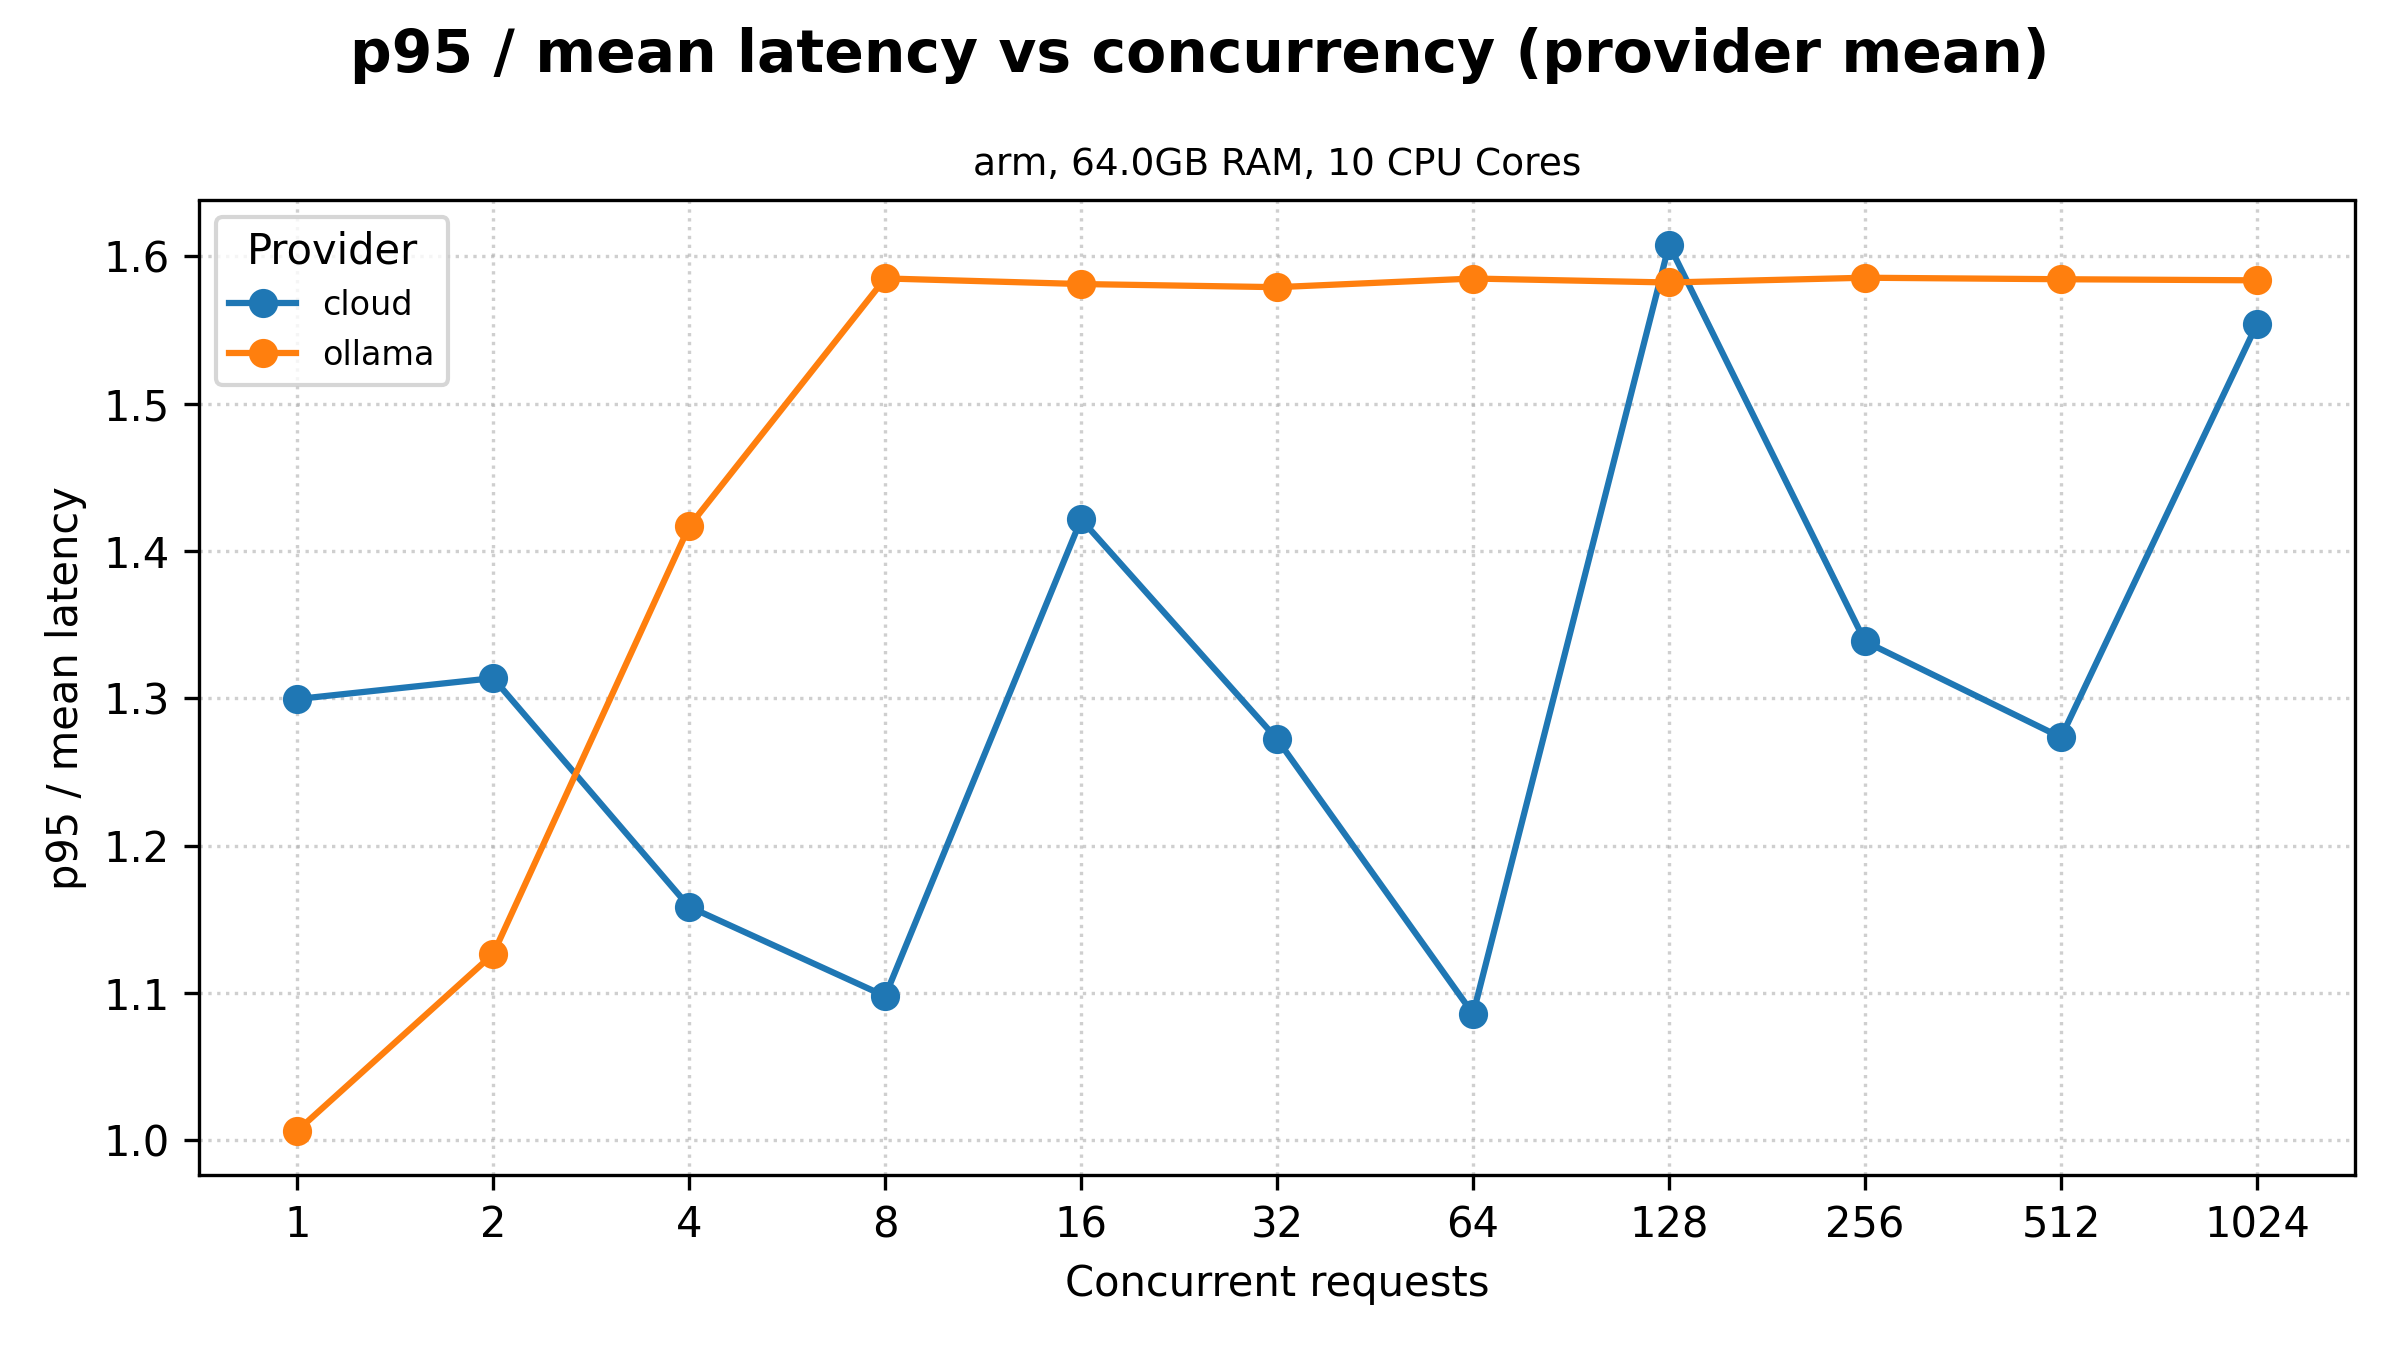 p95 / mean latency vs concurrency (provider mean)
arm, 64.0GB RAM, 10 CPU Cores
Provider
cloud
ollama
p95 / mean latency
1.6
1.5
1.4
1.3
1.2
1.1
1.0
1 2 4 8 16 32 64 128 256 512 1024
Concurrent requests